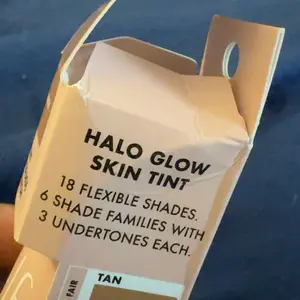 HALO GLOW
SKIN TINT
18 FLEXIBLE SHADES.
6 SHADE FAMILIES WITH
3 UNDERTONES EACH.
FAIR
TAN